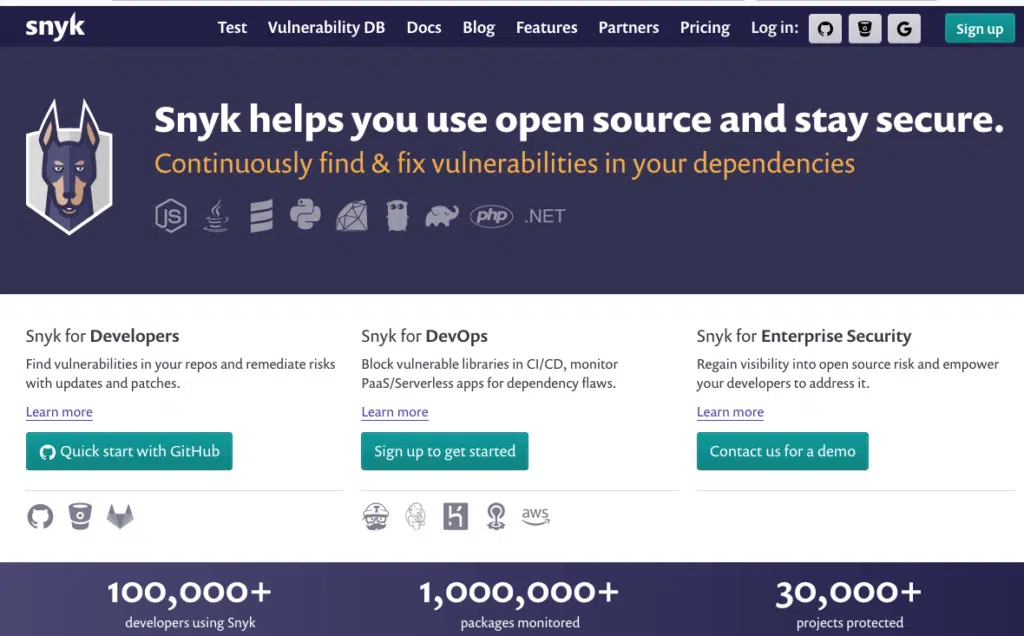 snyk
Test Vulnerability DB Docs Blog Features Partners Pricing Log in: G Sign up
Snyk helps you use open source and stay secure.
Continuously find & fix vulnerabilities in your dependencies
JS php .NET
Snyk for Developers
Find vulnerabilities in your repos and remediate risks
with updates and patches.
Learn more
Quick start with GitHub
Snyk for DevOps
Block vulnerable libraries in CI/CD, monitor
PaaS/Serverless apps for dependency flaws.
Learn more
Sign up to get started
T
aws
Snyk for Enterprise Security
Regain visibility into open source risk and empower
your developers to address it.
Learn more
Contact us for a demo
100,000+
developers using Snyk
1,000,000+
packages monitored
30,000+
projects protected